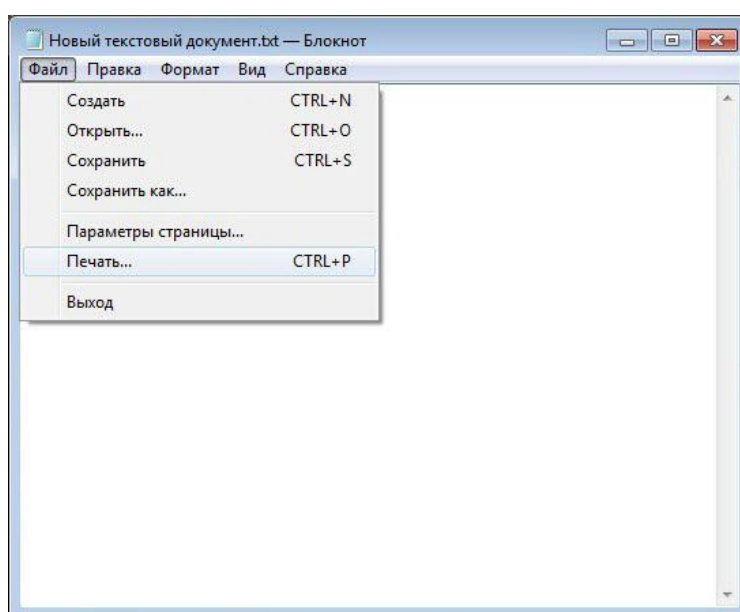 Новый текстовый документ.txt — Блокнот
Файл Правка Формат Вид Справка
Создать CTRL+N
Открыть... CTRL+O
Сохранить CTRL+S
Сохранить как...
Параметры страницы...
Печать... CTRL+P
Выход